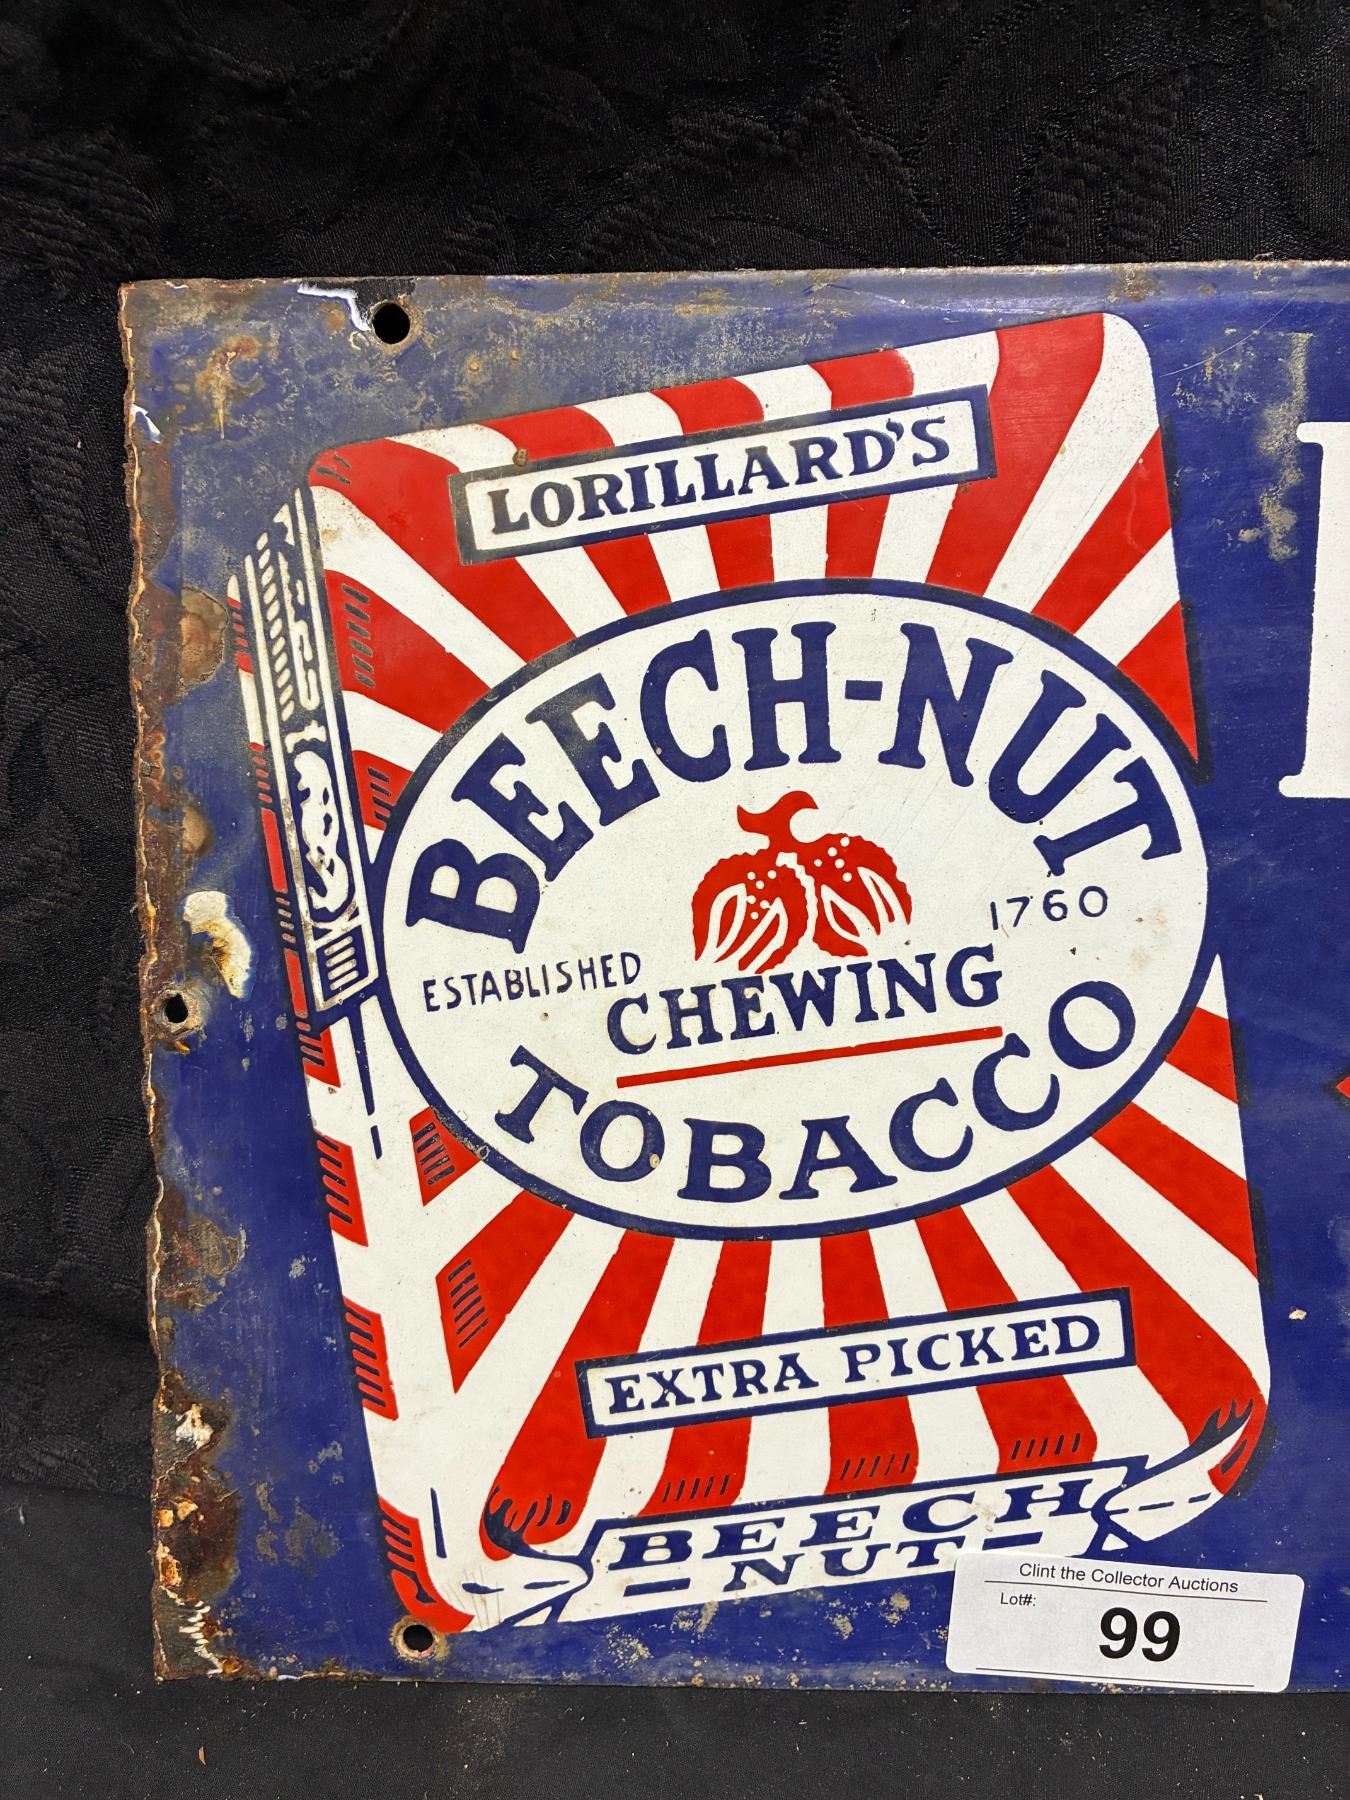 LORILLARD'S
BEECH-NUT
ESTABLISHED 1760
CHEWING
TOBACCO
EXTRA PICKED
BEECH
NUT
Clint the Collector Auctions
Lot#:
99